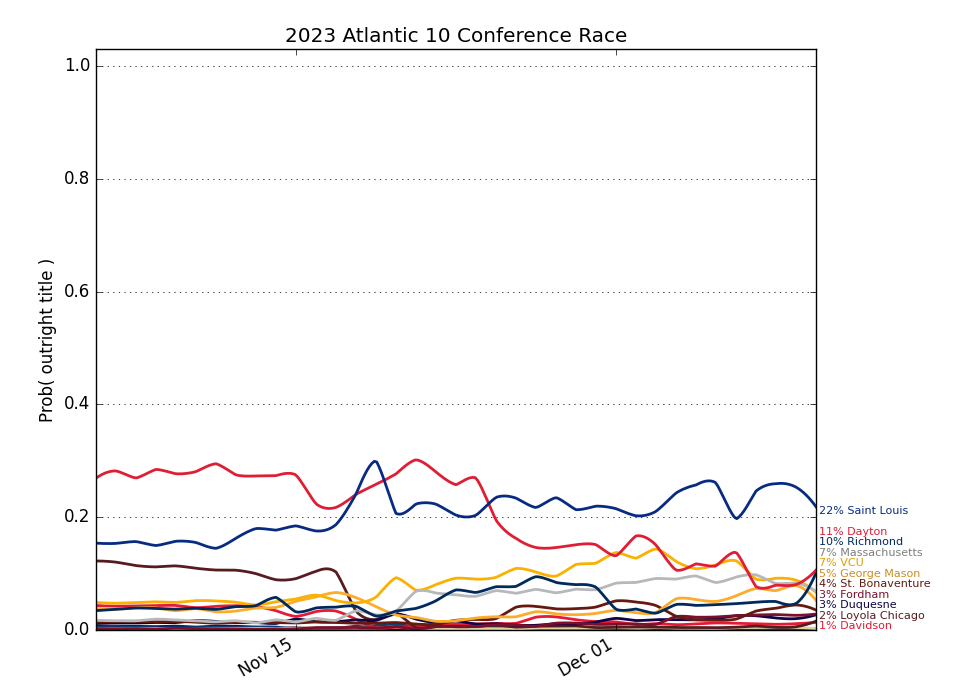 2023 Atlantic 10 Conference Race
Prob( outright title )
1.0
0.8
0.6
0.4
0.2
0.0
Nov 15
Dec 01
22% Saint Louis
11% Dayton
10% Richmond
7% Massachusetts
7% VCU
5% George Mason
4% St. Bonaventure
3% Fordham
3% Duquesne
2% Loyola Chicago
1% Davidson